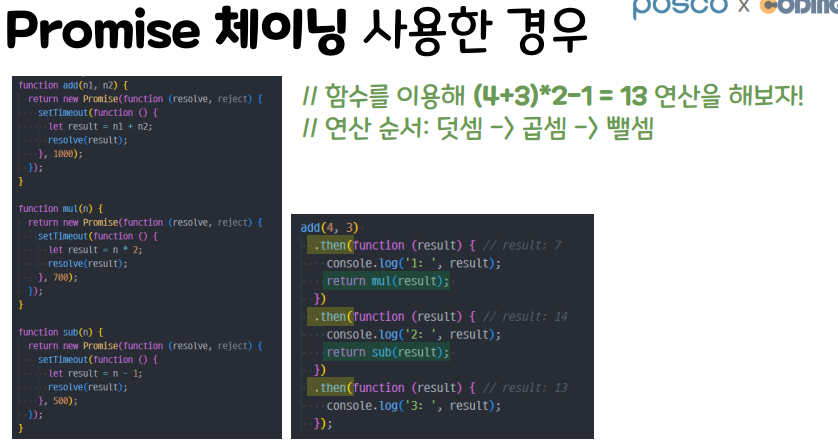 Promise 체이닝 사용한 경우
posco x CODING
// 함수를 이용해 (4+3)*2-1 = 13 연산을 해보자!
// 연산 순서: 덧셈 -> 곱셈 -> 뺄셈
function add(n1, n2) {
  return new Promise(function (resolve, reject) {
    setTimeout(function () {
      let result = n1 + n2;
      resolve(result);
    }, 1000);
  });
}
function mul(n) {
  return new Promise(function (resolve, reject) {
    setTimeout(function () {
      let result = n * 2;
      resolve(result);
    }, 700);
  });
}
function sub(n) {
  return new Promise(function (resolve, reject) {
    setTimeout(function () {
      let result = n - 1;
      resolve(result);
    }, 500);
  });
}
add(4, 3)
  .then(function (result) { // result: 7
    console.log('1: ', result);
    return mul(result);
  })
  .then(function (result) { // result: 14
    console.log('2: ', result);
    return sub(result);
  })
  .then(function (result) { // result: 13
    console.log('3: ', result);
  });